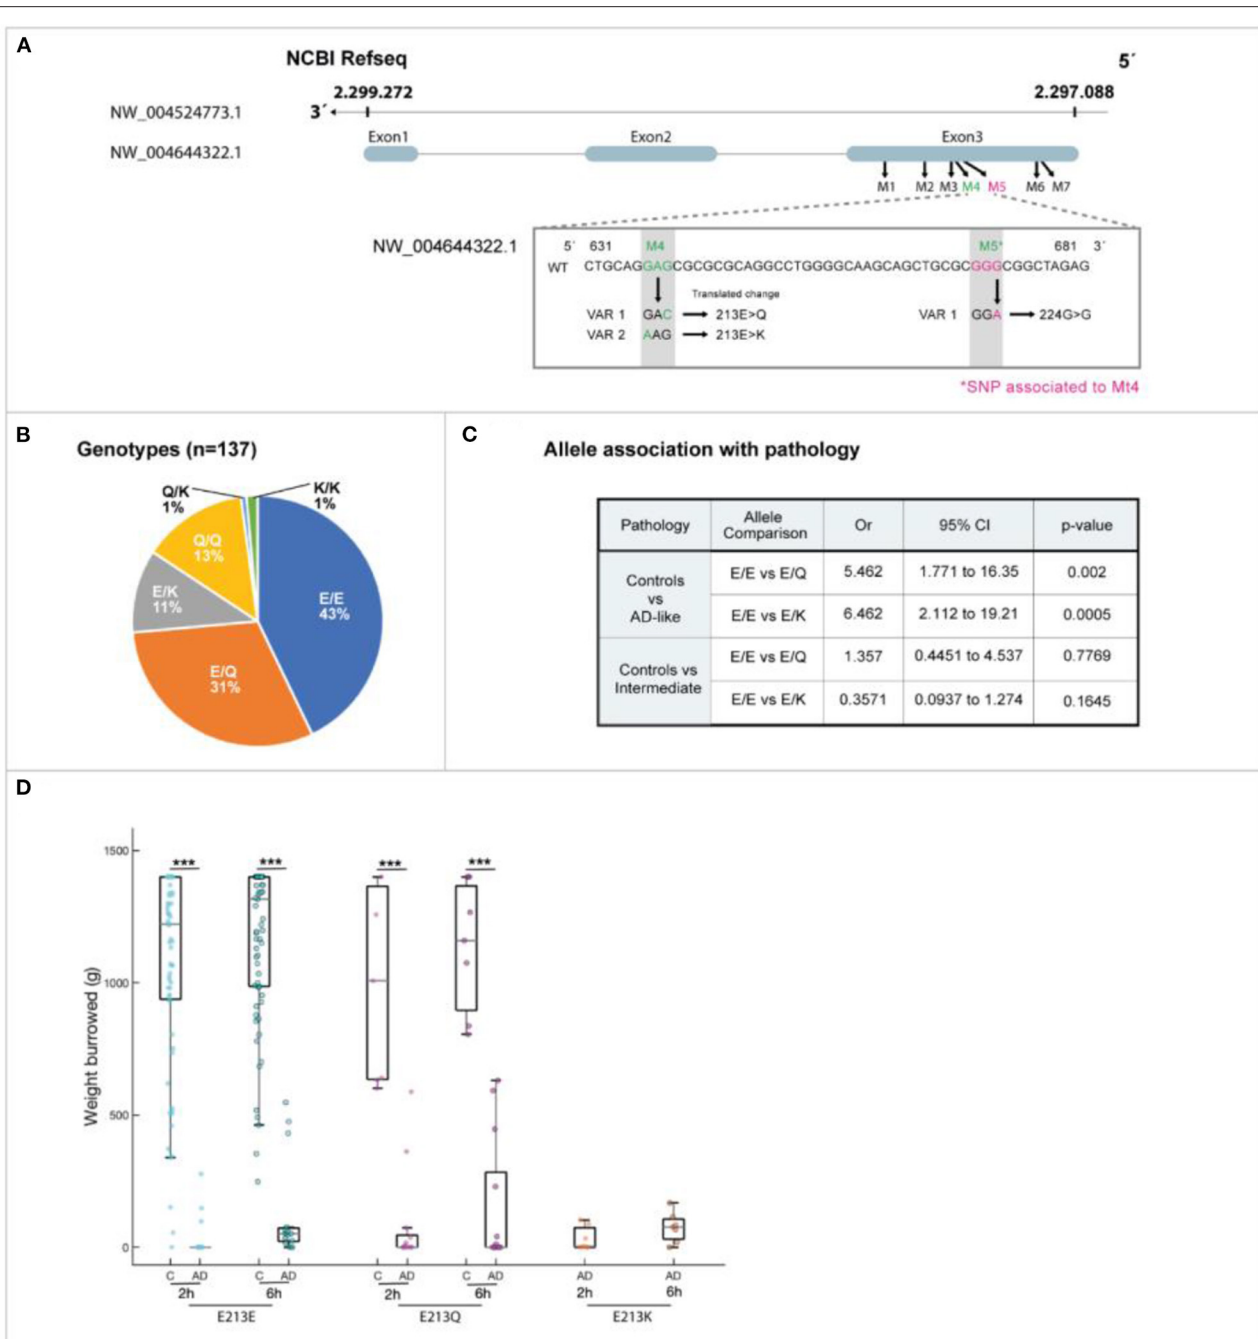 A
NCBI Refseq
5´
2.299.272
2.297.088
NW_004524773.1
3´
NW_004644322.1
Exon1
Exon2
Exon3
M1 M2 M3 M4 M5 M6 M7
NW_004644322.1
5´ 631 M4 M5* 681 3´
WT CTGCAGGAGCGCGCGCAGGCCTGGGGCAAGCAGCTGCGCGGGCGGCTAGAG
Translated change
VAR 1 GAC 213E>Q VAR 1 GGA 224G>G
VAR 2 AAG 213E>K
*SNP associated to Mt4
B
Genotypes (n=137)
Q/K
1%
K/K
1%
Q/Q
13%
E/K
11%
E/E
43%
E/Q
31%
C
Allele association with pathology
Pathology Allele Comparison Or 95% CI p-value
Controls vs AD-like
E/E vs E/Q 5.462 1.771 to 16.35 0.002
E/E vs E/K 6.462 2.112 to 19.21 0.0005
Controls vs Intermediate
E/E vs E/Q 1.357 0.4451 to 4.537 0.7769
E/E vs E/K 0.3571 0.0937 to 1.274 0.1645
D
Weight burrowed (g)
1500
1000
500
0
*** *** *** ***
C AD C AD C AD C AD AD AD
2h 6h 2h 6h 2h 6h
E213E E213Q E213K